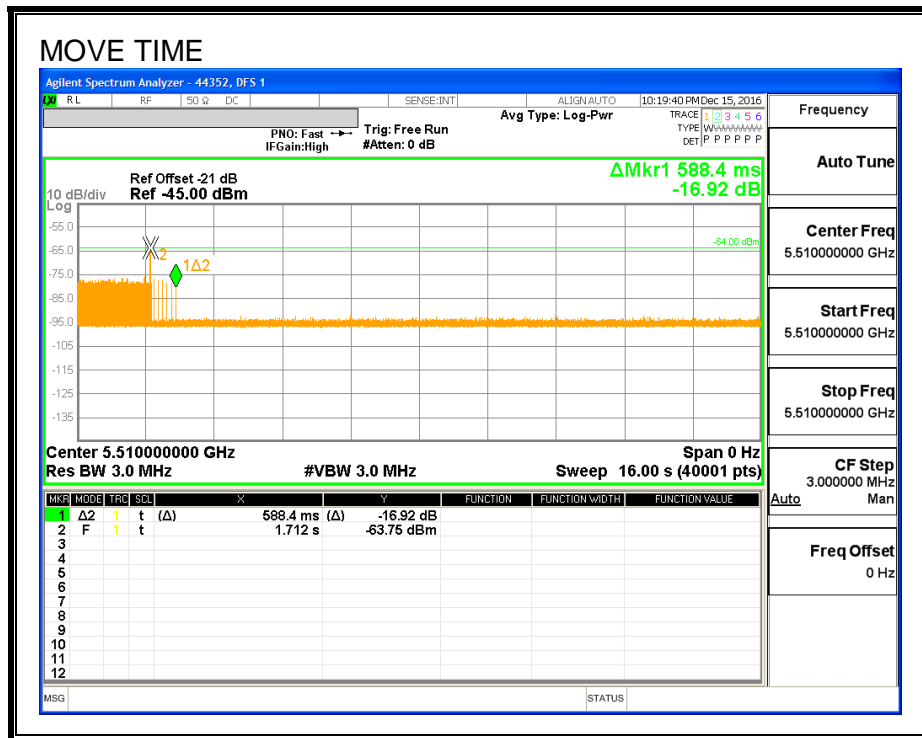 MOVE TIME
Agilent Spectrum Analyzer - 44352, DFS 1
LXI RL RF 50 Ω DC SENSE:INT ALIGN AUTO 10:19:40 PM Dec 15, 2016
Avg Type: Log-Pwr TRACE 1 2 3 4 5 6
PNO: Fast Trig: Free Run TYPE WWWWWWW
IFGain:High #Atten: 0 dB DET P P P P P P
Frequency
ΔMkr1 588.4 ms
-16.92 dB
Ref Offset -21 dB
10 dB/div Ref -45.00 dBm
Log
-55.0
-65.0
-75.0
-85.0
-95.0
-105
-115
-125
-135
2
1Δ2
-64.00 dBm
Center 5.510000000 GHz Span 0 Hz
Res BW 3.0 MHz #VBW 3.0 MHz Sweep 16.00 s (40001 pts)
MKR MODE TRC SCL X Y FUNCTION FUNCTION WIDTH FUNCTION VALUE
1 Δ2 1 t (Δ) 588.4 ms (Δ) -16.92 dB
2 F 1 t 1.712 s -63.75 dBm
3
4
5
6
7
8
9
10
11
12
MSG STATUS
Auto Tune
Center Freq
5.510000000 GHz
Start Freq
5.510000000 GHz
Stop Freq
5.510000000 GHz
CF Step
3.000000 MHz
Auto Man
Freq Offset
0 Hz